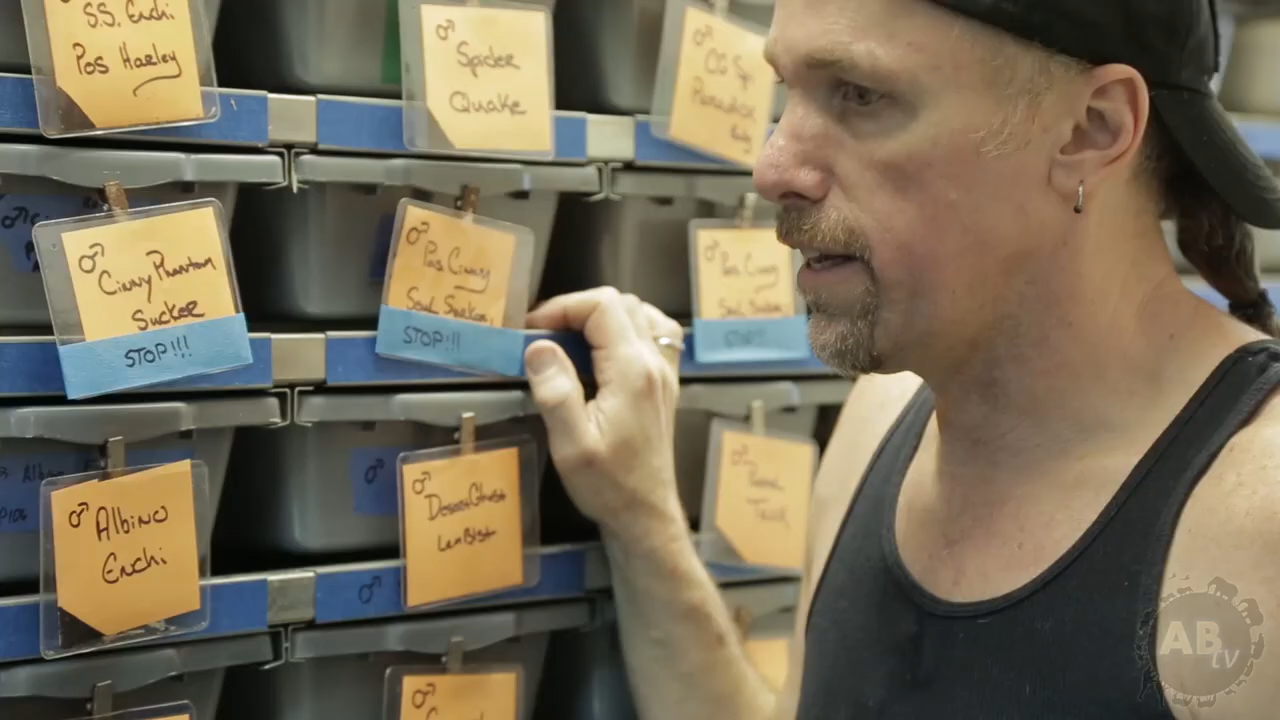 S.S. Enchi
Pos Harley
♂ Spider
Quake
♂
♂ Cinny Phantom
Sucker
STOP!!!
♂ Pos Cinny
Soul Sucker
STOP!!!
♂ Pos Cinny
Soul Sucker
STOP!!!
♂ Albino
Enchi
♂ Desert Ghost
♂
♂
♂
AB
tv